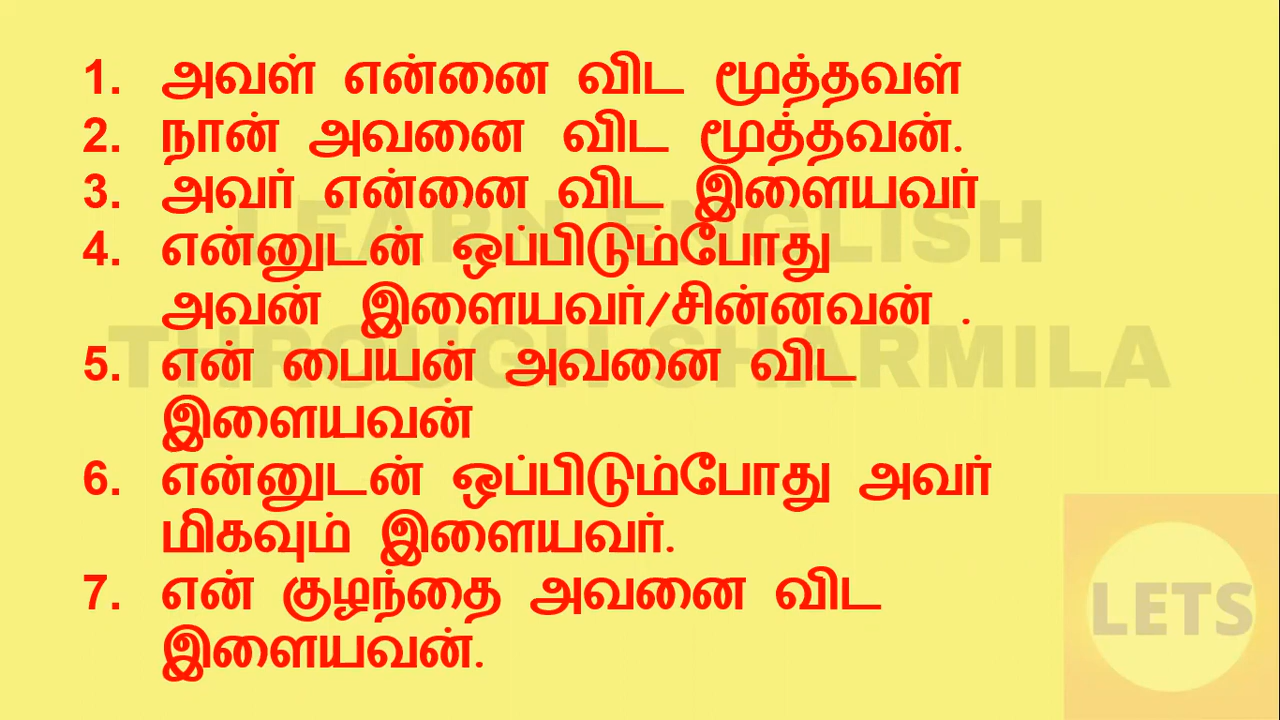 1. அவள் என்னை விட மூத்தவள்
2. நான் அவனை விட மூத்தவன்.
3. அவர் என்னை விட இளையவர்
LEARN ENGLISH
4. என்னுடன் ஒப்பிடும்போது
அவன் இளையவர்/சின்னவன் .
THROUGH SHARMILA
5. என் பையன் அவனை விட
இளையவன்
6. என்னுடன் ஒப்பிடும்போது அவர்
மிகவும் இளையவர்.
7. என் குழந்தை அவனை விட
இளையவன்.
LETS